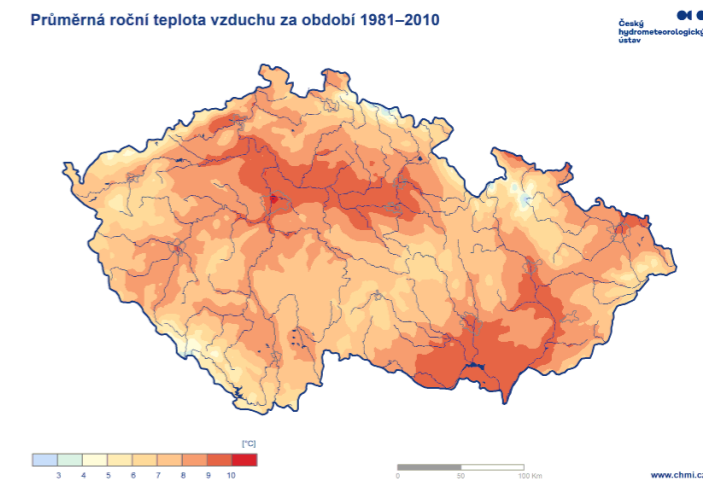 Průměrná roční teplota vzduchu za období 1981–2010
Český
hydrometeorologický
ústav
[°C]
3 4 5 6 7 8 9 10
0 50 100 Km
www.chmi.cz